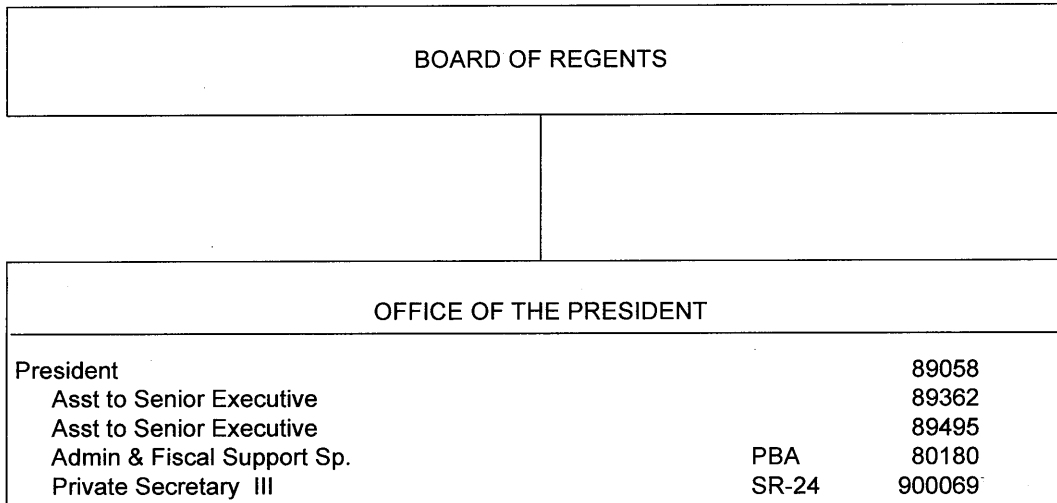 BOARD OF REGENTS
OFFICE OF THE PRESIDENT
President 89058
Asst to Senior Executive 89362
Asst to Senior Executive 89495
Admin & Fiscal Support Sp. PBA 80180
Private Secretary III SR-24 900069